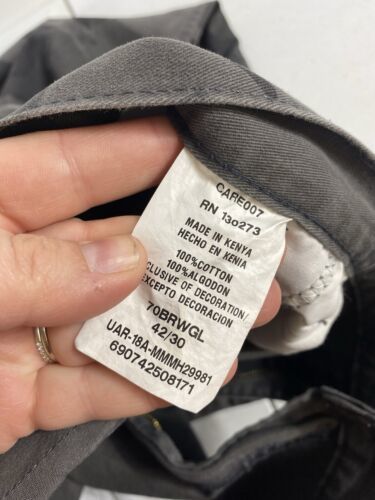 CARE007
RN 130273
MADE IN KENYA
HECHO EN KENIA
100%COTTON
100%ALGODON
CLUSIVE OF DECORATION/
EXCEPTO DECORACION
70BRWGL
42/30
UAR-18A-MMMH29981
690742508171